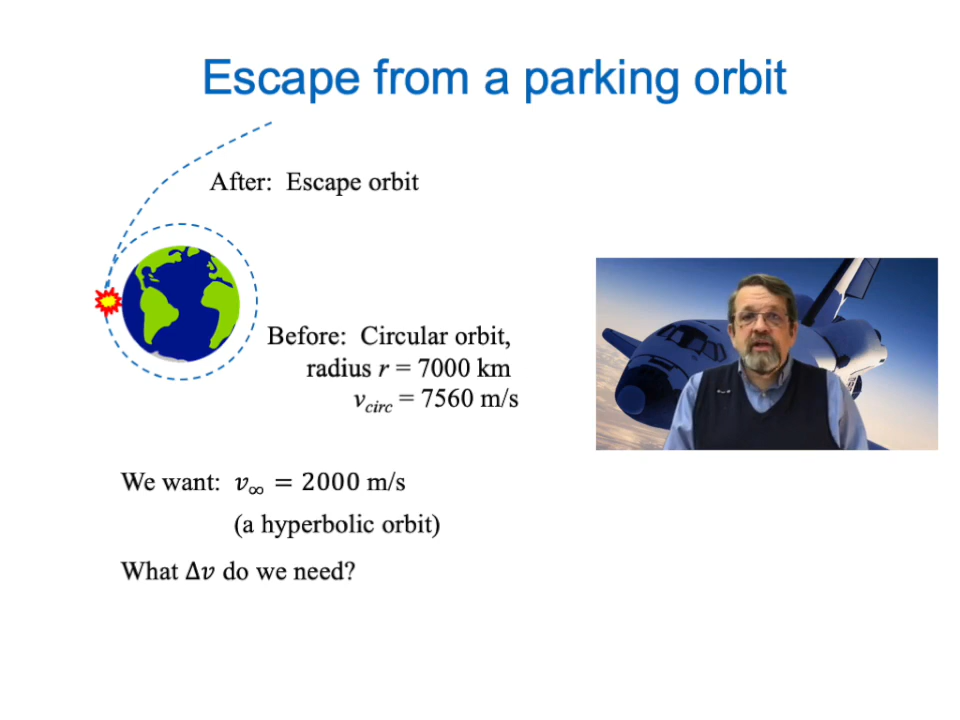 Escape from a parking orbit
After: Escape orbit
Before: Circular orbit,
radius r = 7000 km
v_circ = 7560 m/s
We want: v_∞ = 2000 m/s
(a hyperbolic orbit)
What Δv do we need?